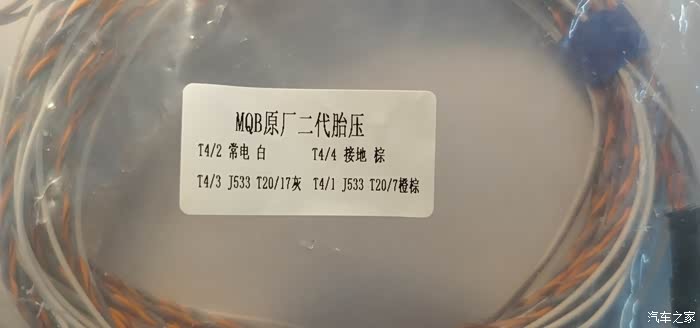 MQB原厂二代胎压
T4/2 常电 白 T4/4 接地 棕
T4/3 J533 T20/17灰 T4/1 J533 T20/7橙棕
汽车之家